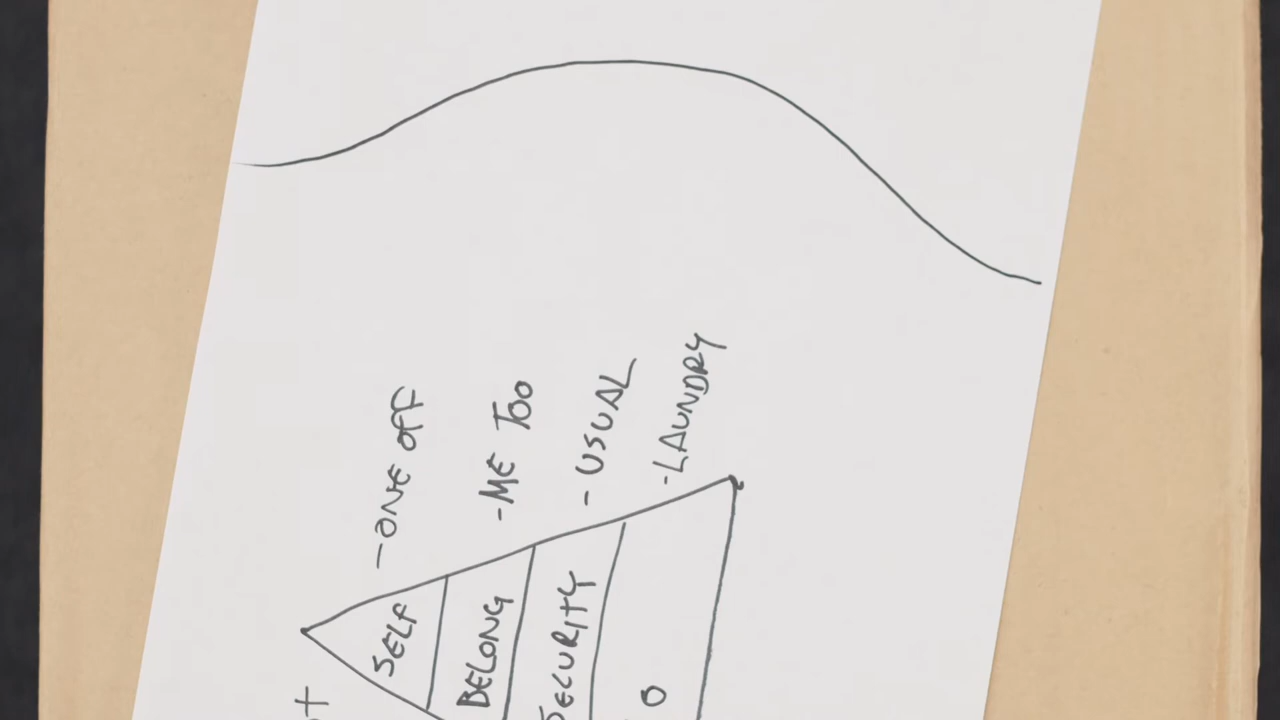 - ONE OFF
- ME TOO
- USUAL
- LAUNDRY
SELF
BELONG
SECURITY